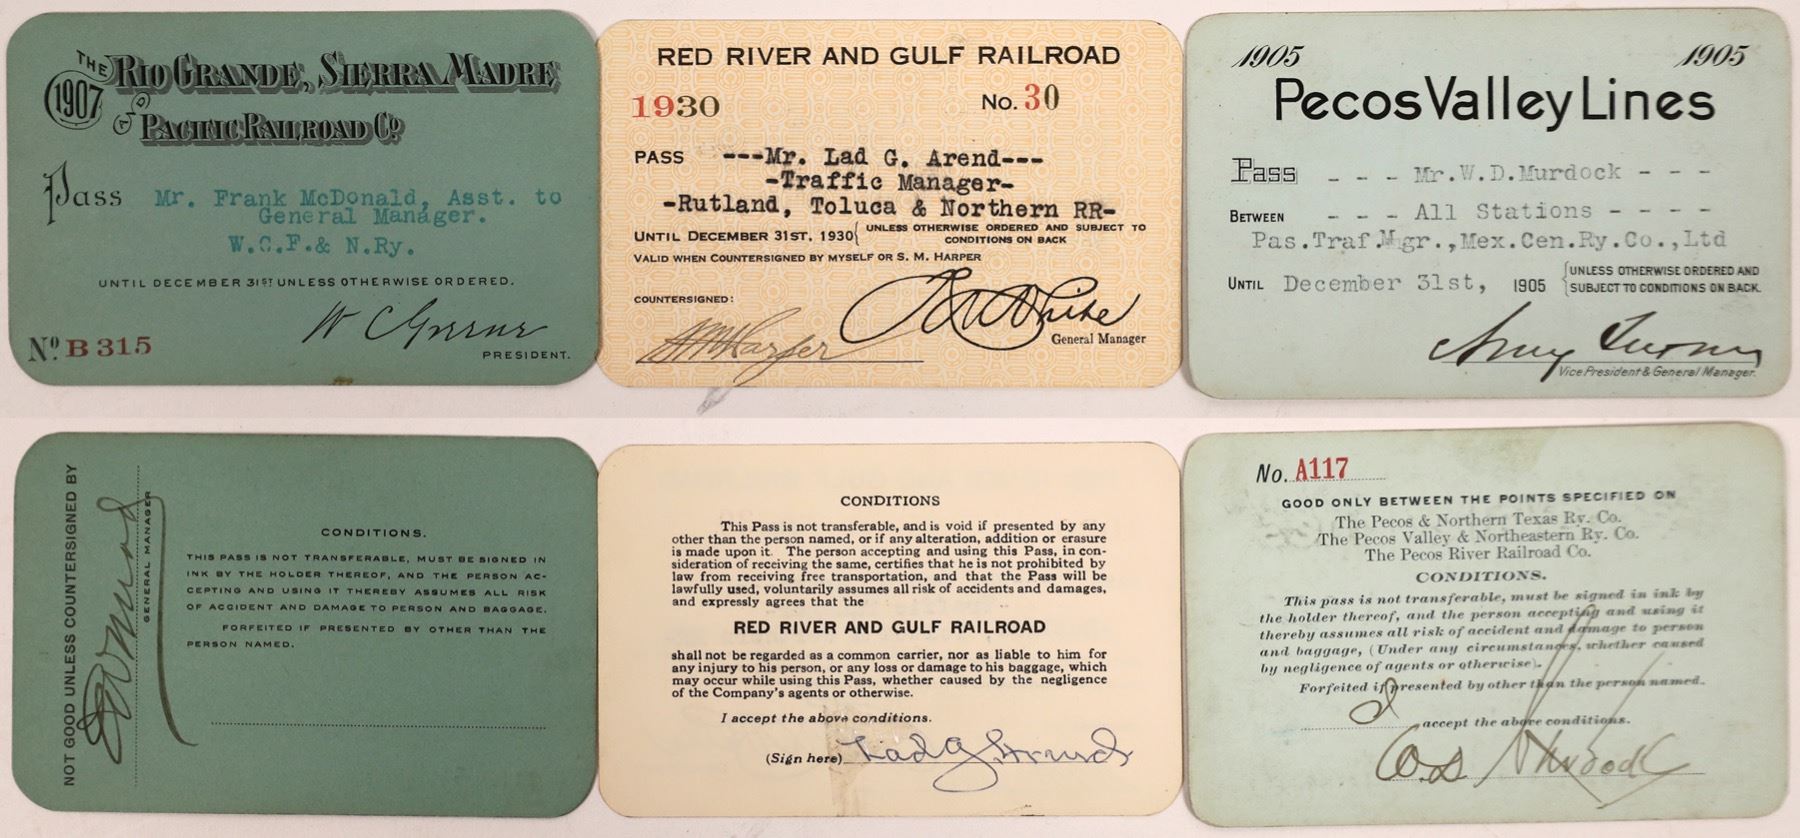 THE RIO GRANDE, SIERRA MADRE
1907
AND PACIFIC RAILROAD CO
Pass Mr. Frank McDonald, Asst. to
General Manager.
W.C.F.& N.Ry.
UNTIL DECEMBER 31ST UNLESS OTHERWISE ORDERED.
W C Greene
PRESIDENT.
No. B 315
RED RIVER AND GULF RAILROAD
1930 No. 30
PASS ---Mr. Lad G. Arend---
-Traffic Manager-
-Rutland, Toluca & Northern RR-
UNTIL DECEMBER 31ST, 1930 { UNLESS OTHERWISE ORDERED AND SUBJECT TO
CONDITIONS ON BACK
VALID WHEN COUNTERSIGNED BY MYSELF OR S. M. HARPER
COUNTERSIGNED:
SM Harper
White
General Manager
1905 1905
Pecos Valley Lines
Pass - - - Mr.W.D.Murdock - - -
BETWEEN - - - All Stations - - - -
Pas.Traf.Mgr.,Mex.Cen.Ry.Co.,Ltd
UNTIL December 31st, 1905 { UNLESS OTHERWISE ORDERED AND
SUBJECT TO CONDITIONS ON BACK.
Vice President & General Manager.
NOT GOOD UNLESS COUNTERSIGNED BY
GENERAL MANAGER
CONDITIONS.
THIS PASS IS NOT TRANSFERABLE, MUST BE SIGNED IN
INK BY THE HOLDER THEREOF, AND THE PERSON AC-
CEPTING AND USING IT THEREBY ASSUMES ALL RISK
OF ACCIDENT AND DAMAGE TO PERSON AND BAGGAGE.
FORFEITED IF PRESENTED BY OTHER THAN THE
PERSON NAMED.
CONDITIONS
This Pass is not transferable, and is void if presented by any
other than the person named, or if any alteration, addition or erasure
is made upon it. The person accepting and using this Pass, in con-
sideration of receiving the same, certifies that he is not prohibited by
law from receiving free transportation, and that the Pass will be
lawfully used, voluntarily assumes all risk of accidents and damages,
and expressly agrees that the
RED RIVER AND GULF RAILROAD
shall not be regarded as a common carrier, nor as liable to him for
any injury to his person, or any loss or damage to his baggage, which
may occur while using this Pass, whether caused by the negligence
of the Company's agents or otherwise.
I accept the above conditions.
(Sign here) Lad G Arend
No. A117
GOOD ONLY BETWEEN THE POINTS SPECIFIED ON
The Pecos & Northern Texas Ry. Co.
The Pecos Valley & Northeastern Ry. Co.
The Pecos River Railroad Co.
CONDITIONS.
This pass is not transferable, must be signed in ink by
the holder thereof, and the person accepting and using it
thereby assumes all risk of accident and damage to person
and baggage, (Under any circumstances, whether caused
by negligence of agents or otherwise).
Forfeited if presented by other than the person named.
I accept the above conditions.
W D Murdock